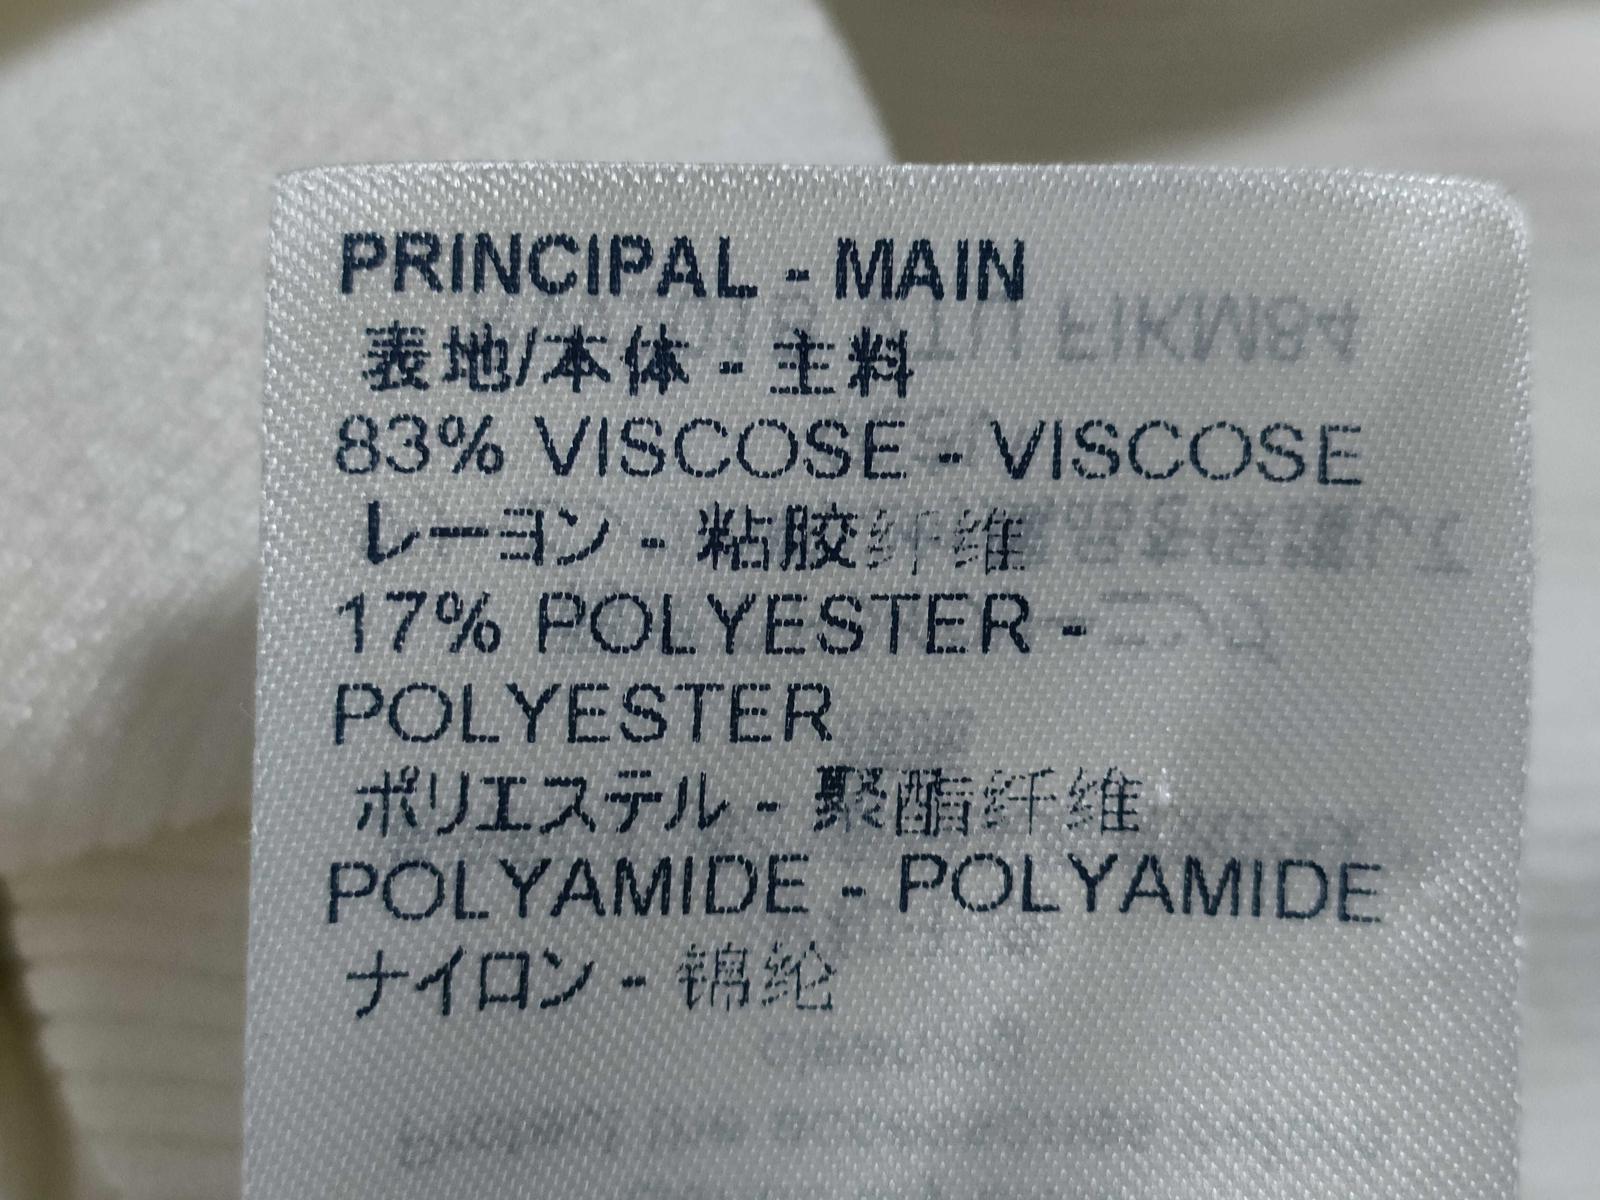 PRINCIPAL - MAIN
表地/本体 - 主料
83% VISCOSE - VISCOSE
レーヨン - 粘胶纤维
17% POLYESTER -
POLYESTER
ポリエステル - 聚酯纤维
POLYAMIDE - POLYAMIDE
ナイロン - 锦纶